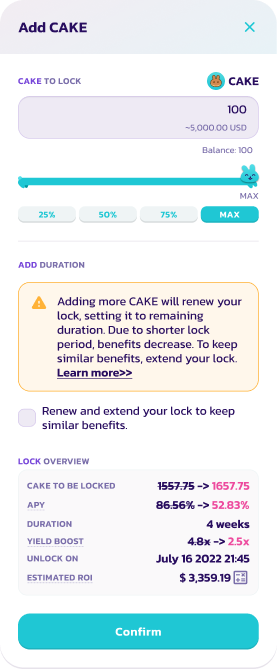 Add CAKE
CAKE TO LOCK
CAKE
100
~5,000.00 USD
Balance: 100
MAX
25%
50%
75%
MAX
ADD DURATION
Adding more CAKE will renew your
lock, setting it to remaining
duration. Due to shorter lock
period, benefits decrease. To keep
similar benefits, extend your lock.
Learn more>>
Renew and extend your lock to keep
similar benefits.
LOCK OVERVIEW
CAKE TO BE LOCKED 1557.75 -> 1657.75
APY 86.56% -> 52.83%
DURATION 4 weeks
YIELD BOOST 4.8x -> 2.5x
UNLOCK ON July 16 2022 21:45
ESTIMATED ROI $ 3,359.19
Confirm